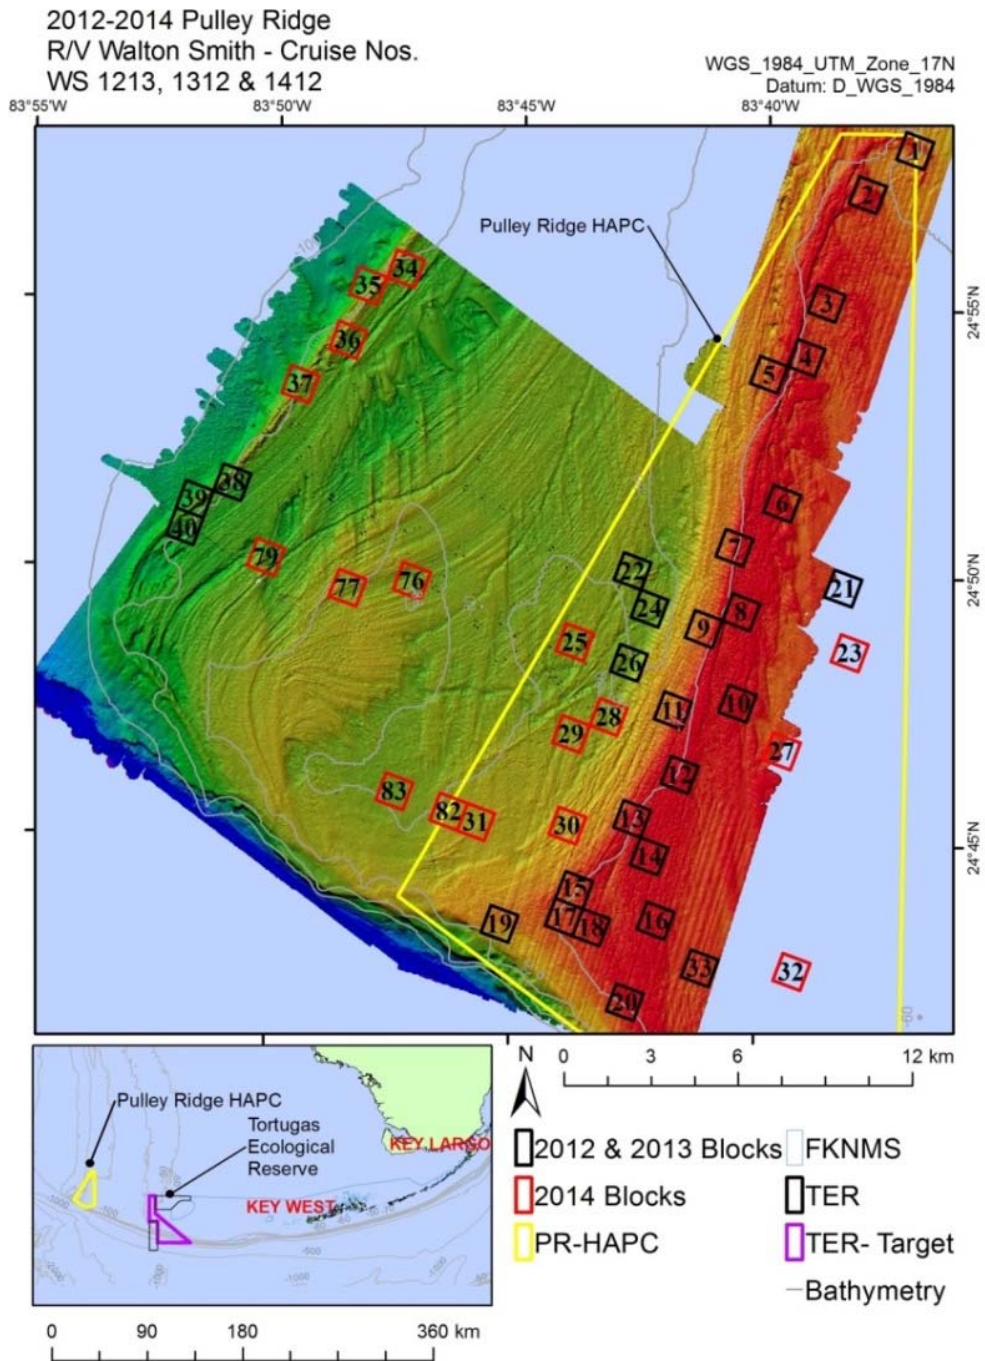 2012-2014 Pulley Ridge
R/V Walton Smith - Cruise Nos.
WS 1213, 1312 & 1412
WGS_1984_UTM_Zone_17N
Datum: D_WGS_1984
83°55'W 83°50'W 83°45'W 83°40'W
1
2
Pulley Ridge HAPC
-100
34
35
24°55'N
3
36
4
5
37
38
39
6
40
7
79
22
24°50'N
76
77
21
24
8
9
25
23
26
10
11
28
29
27
12
83
82
31
30
13
24°45'N
14
15
17
18
16
19
33
32
20
-60
N
0 3 6 12 km
Pulley Ridge HAPC
Tortugas
Ecological
Reserve
KEY LARGO
KEY WEST
-500
-1000
2012 & 2013 Blocks
2014 Blocks
PR-HAPC
FKNMS
TER
TER- Target
Bathymetry
0 90 180 360 km